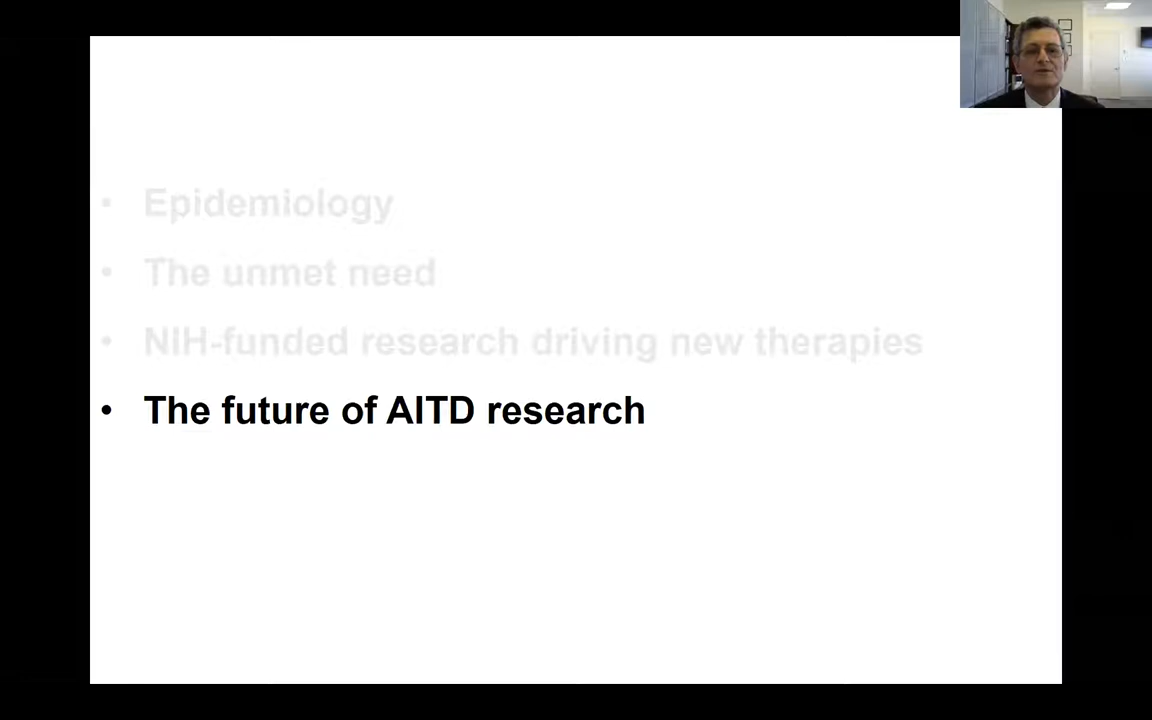 • Epidemiology
• The unmet need
• NIH-funded research driving new therapies
• The future of AITD research